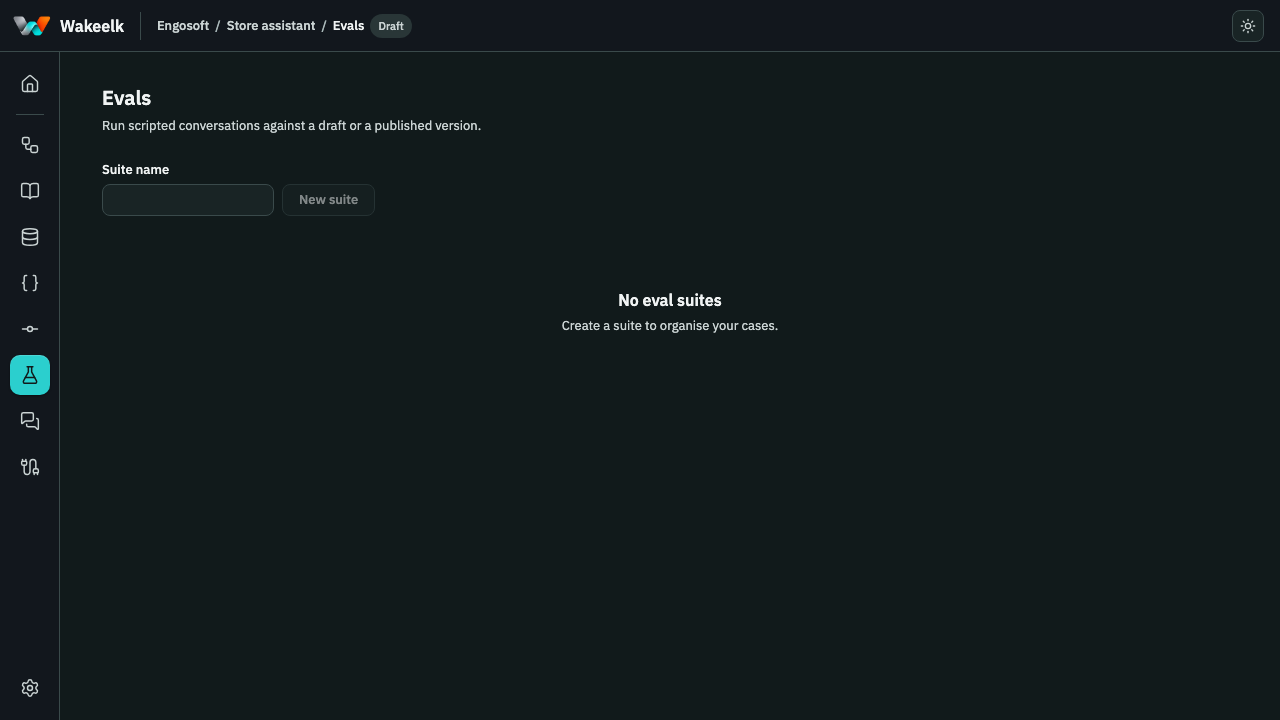 Wakeelk
Engosoft / Store assistant / Evals Draft
Evals
Run scripted conversations against a draft or a published version.
Suite name
New suite
No eval suites
Create a suite to organise your cases.